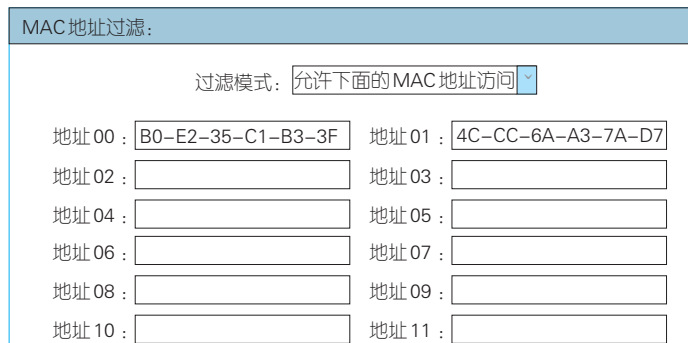 MAC地址过滤：
过滤模式：允许下面的MAC地址访问
地址00：B0-E2-35-C1-B3-3F 地址01：4C-CC-6A-A3-7A-D7
地址02： 地址03：
地址04： 地址05：
地址06： 地址07：
地址08： 地址09：
地址10： 地址11：